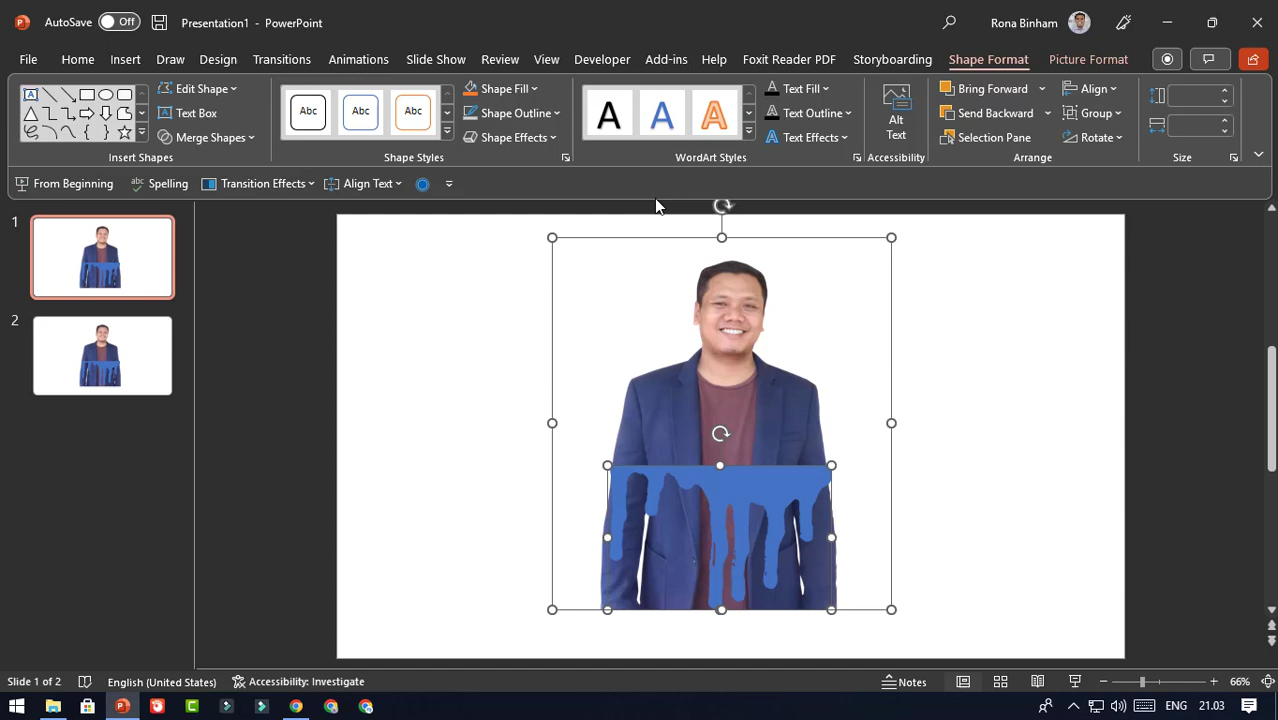 AutoSave Off Presentation1 - PowerPoint Rona Binham
File Home Insert Draw Design Transitions Animations Slide Show Review View Developer Add-ins Help Foxit Reader PDF Storyboarding Shape Format Picture Format
Edit Shape
Text Box
Merge Shapes
Insert Shapes
Abc Abc Abc
Shape Fill
Shape Outline
Shape Effects
Shape Styles
A A A
Text Fill
Text Outline
Text Effects
WordArt Styles
Alt
Text
Accessibility
Bring Forward
Send Backward
Selection Pane
Align
Group
Rotate
Arrange
Size
From Beginning abc Spelling Transition Effects Align Text
1
2
Slide 1 of 2 English (United States) Accessibility: Investigate Notes 66%
ENG 21.03